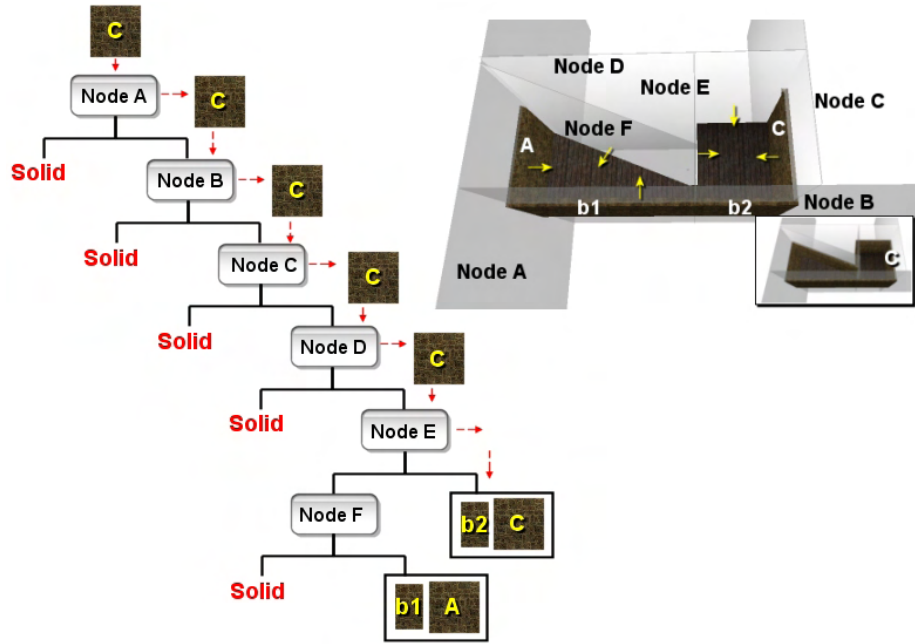 C
Node A
C
Solid
Node B
C
Solid
Node C
C
Solid
Node D
C
Solid
Node E
Node F
b2 C
Solid
b1 A
Node D
Node E
Node C
Node F
C
A
b1
b2
Node B
Node A
C